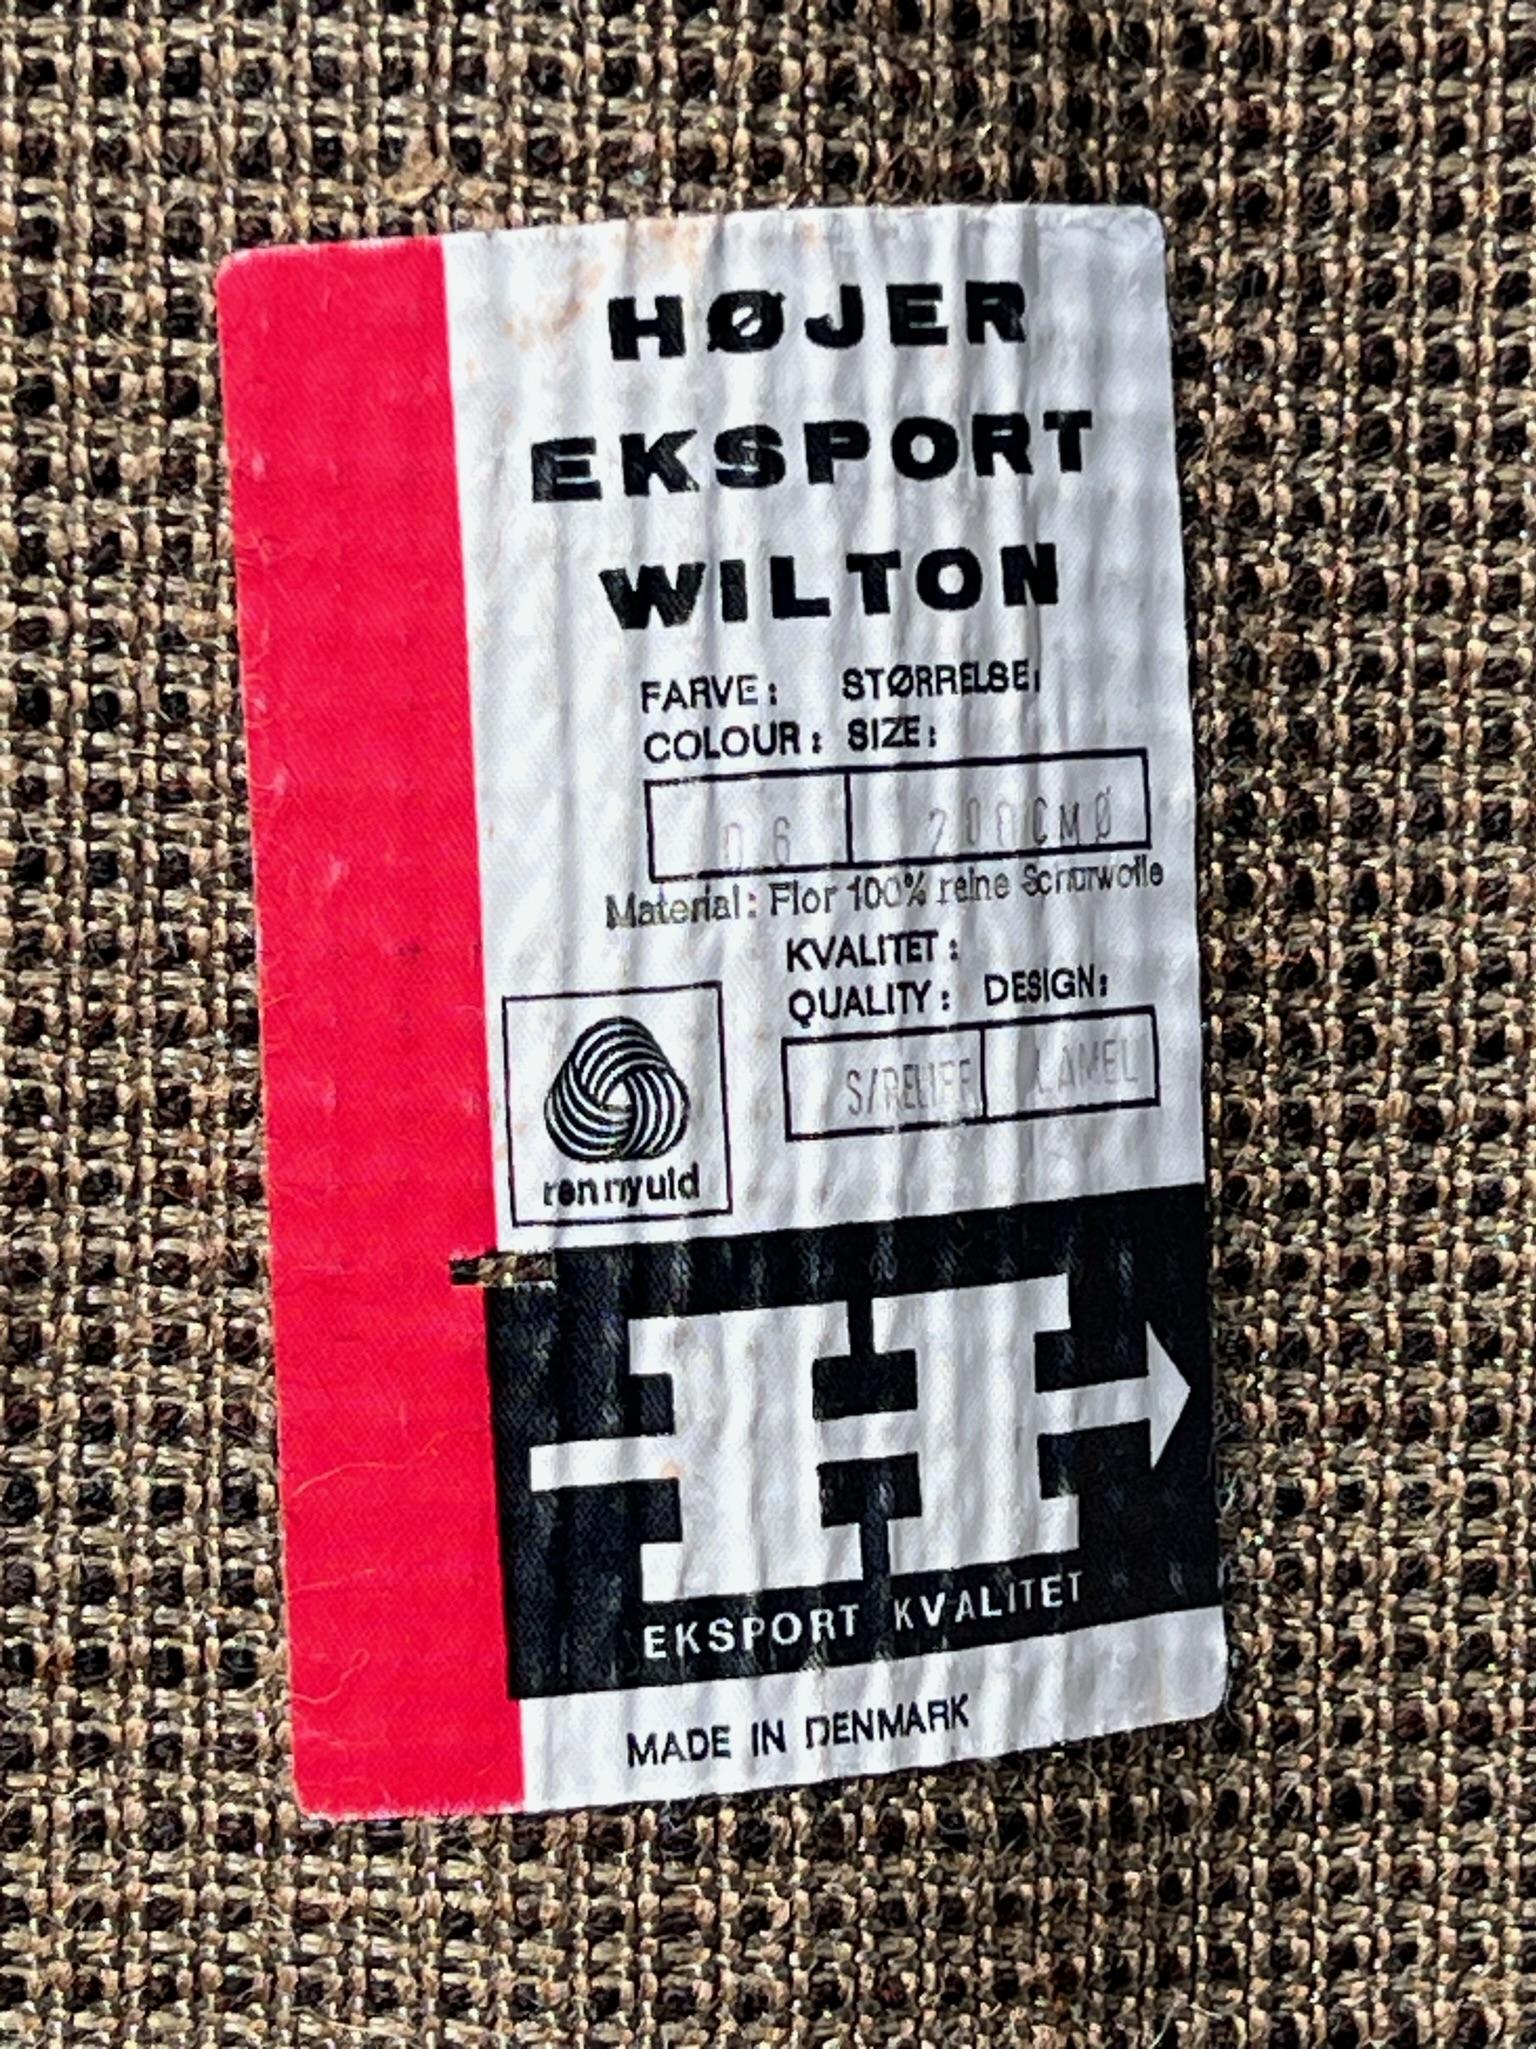 HØJER
EKSPORT
WILTON
FARVE: STØRRELSE:
COLOUR: SIZE:
06 200CMØ
Material: Flor 100% reine Schurwolle
KVALITET:
QUALITY: DESIGN:
S/RELIEF LAMEL
ren ny uld
EKSPORT KVALITET
MADE IN DENMARK